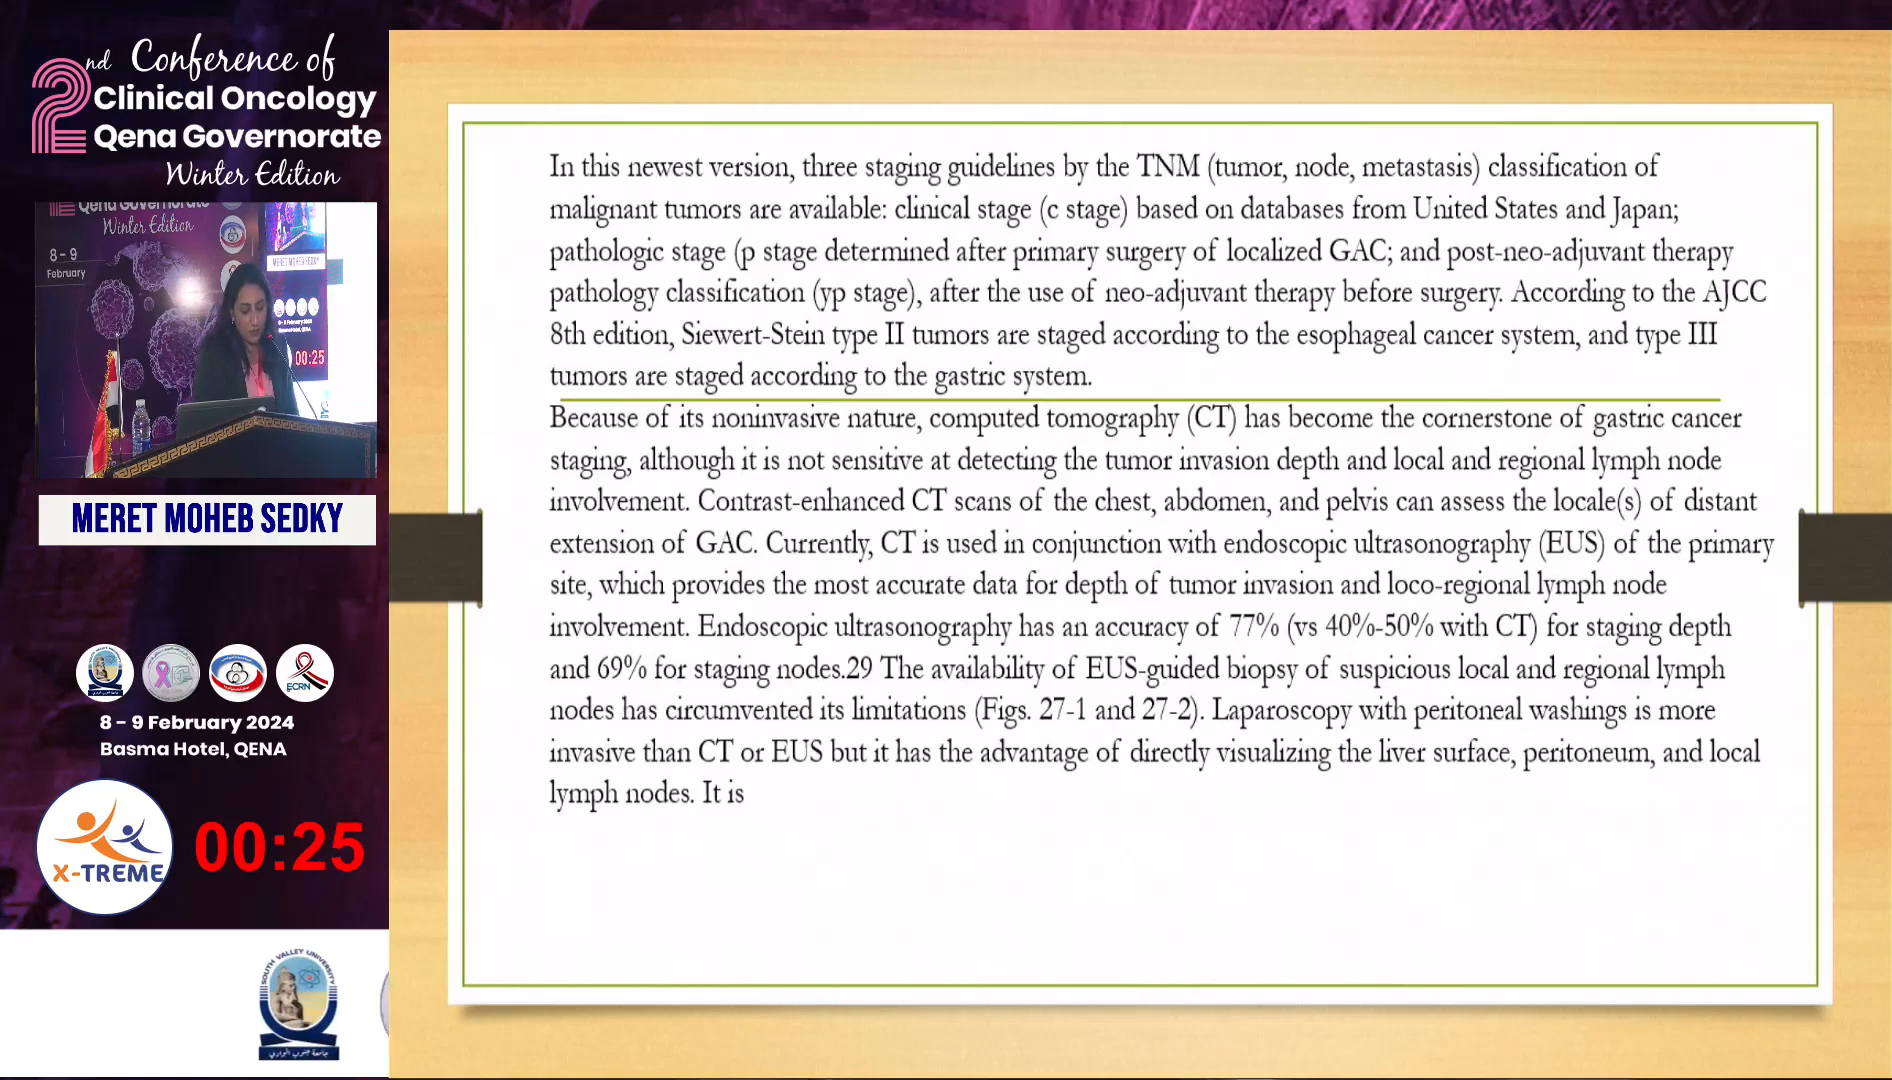 2nd Conference of
Clinical Oncology
Qena Governorate
Winter Edition
Qena Governorate
Winter Edition
8 - 9
February
MERET MOHEB SEDKY
00:25
MERET MOHEB SEDKY
ECRN
8 - 9 February 2024
Basma Hotel, QENA
X-TREME
00:25
SOUTH VALLEY UNIVERSITY
جامعة جنوب الوادي
In this newest version, three staging guidelines by the TNM (tumor, node, metastasis) classification of
malignant tumors are available: clinical stage (c stage) based on databases from United States and Japan;
pathologic stage (p stage determined after primary surgery of localized GAC; and post-neo-adjuvant therapy
pathology classification (yp stage), after the use of neo-adjuvant therapy before surgery. According to the AJCC
8th edition, Siewert-Stein type II tumors are staged according to the esophageal cancer system, and type III
tumors are staged according to the gastric system.
Because of its noninvasive nature, computed tomography (CT) has become the cornerstone of gastric cancer
staging, although it is not sensitive at detecting the tumor invasion depth and local and regional lymph node
involvement. Contrast-enhanced CT scans of the chest, abdomen, and pelvis can assess the locale(s) of distant
extension of GAC. Currently, CT is used in conjunction with endoscopic ultrasonography (EUS) of the primary
site, which provides the most accurate data for depth of tumor invasion and loco-regional lymph node
involvement. Endoscopic ultrasonography has an accuracy of 77% (vs 40%-50% with CT) for staging depth
and 69% for staging nodes.29 The availability of EUS-guided biopsy of suspicious local and regional lymph
nodes has circumvented its limitations (Figs. 27-1 and 27-2). Laparoscopy with peritoneal washings is more
invasive than CT or EUS but it has the advantage of directly visualizing the liver surface, peritoneum, and local
lymph nodes. It is